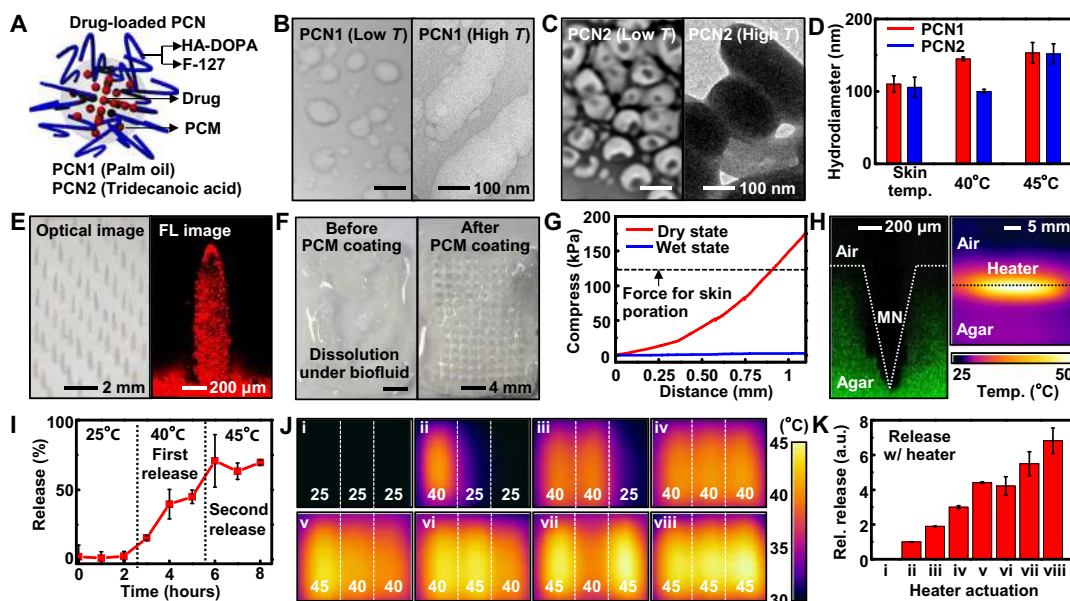 A
Drug-loaded PCN
HA-DOPA
F-127
Drug
PCM
PCN1 (Palm oil)
PCN2 (Tridecanoic acid)
B
PCN1 (Low T)
PCN1 (High T)
100 nm
C
PCN2 (Low T)
PCN2 (High T)
100 nm
D
PCN1
PCN2
Hydrodiameter (nm)
200
100
0
Skin temp.
40°C
45°C
E
Optical image
FL image
2 mm
200 µm
F
Before PCM coating
After PCM coating
Dissolution under biofluid
4 mm
G
Compress (kPa)
200
150
100
50
0
Dry state
Wet state
Force for skin poration
0
0.25
0.50
0.75
1.0
Distance (mm)
H
200 µm
Air
MN
Agar
5 mm
Air
Heater
Agar
25
50
Temp. (°C)
I
Release (%)
100
50
0
25°C
40°C
First release
45°C
Second release
0
2
4
6
8
Time (hours)
J
i
25 25 25
ii
40 25 25
iii
40 40 25
iv
40 40 40
v
45 40 40
vi
45 45 40
vii
45 40 45
viii
45 45 45
(°C)
45
40
35
30
K
Rel. release (a.u.)
8
6
4
2
0
Release w/ heater
i ii iii iv v vi vii viii
Heater actuation